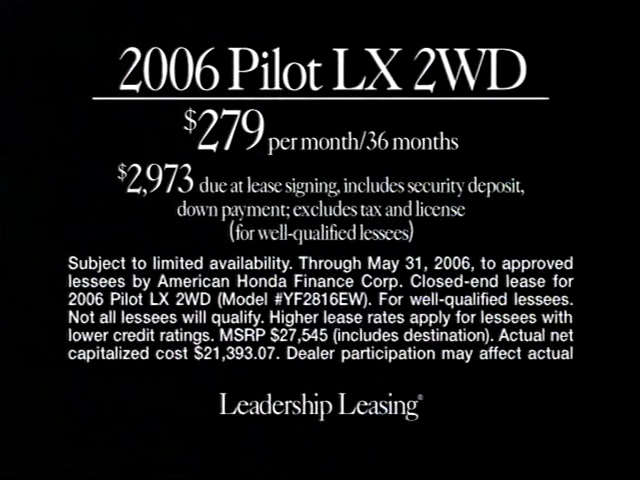 2006 Pilot LX 2WD
$279 per month/36 months
$2,973 due at lease signing, includes security deposit,
down payment; excludes tax and license
(for well-qualified lessees)
Subject to limited availability. Through May 31, 2006, to approved
lessees by American Honda Finance Corp. Closed-end lease for
2006 Pilot LX 2WD (Model #YF2816EW). For well-qualified lessees.
Not all lessees will qualify. Higher lease rates apply for lessees with
lower credit ratings. MSRP $27,545 (includes destination). Actual net
capitalized cost $21,393.07. Dealer participation may affect actual
Leadership Leasing®